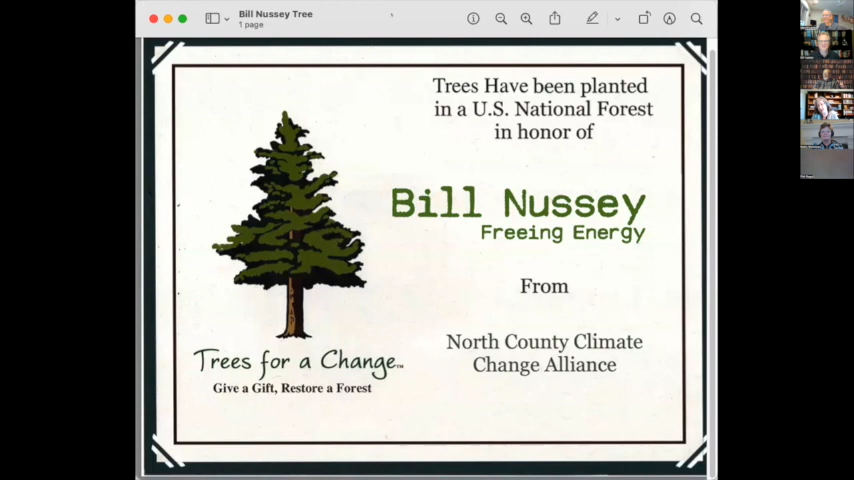 Bill Nussey Tree
1 page
Trees Have been planted
in a U.S. National Forest
in honor of
Bill Nussey
Freeing Energy
From
North County Climate
Change Alliance
Trees for a Change™
Give a Gift, Restore a Forest